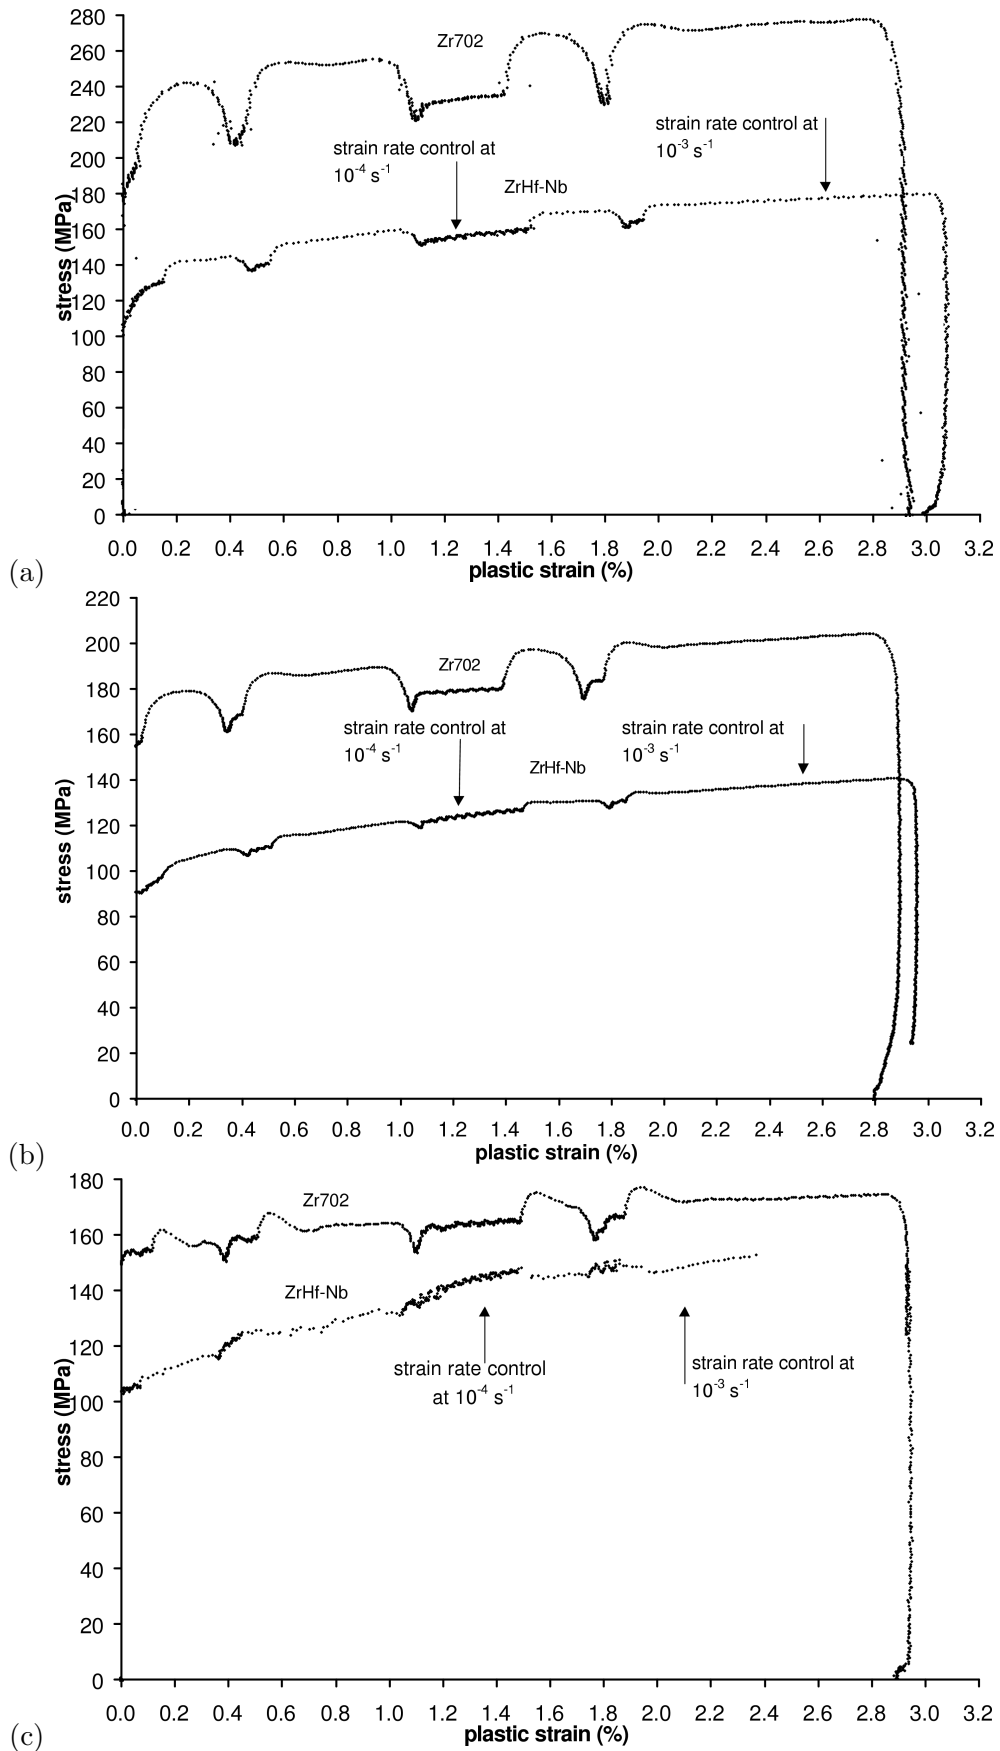 280
260
240
220
200
180
160
140
120
100
80
60
40
20
0
stress (MPa)
Zr702
strain rate control at
10⁻⁴ s⁻¹
strain rate control at
10⁻³ s⁻¹
ZrHf-Nb
0.0 0.2 0.4 0.6 0.8 1.0 1.2 1.4 1.6 1.8 2.0 2.2 2.4 2.6 2.8 3.0 3.2
plastic strain (%)
(a)
220
200
180
160
140
120
100
80
60
40
20
0
stress (MPa)
Zr702
strain rate control at
10⁻⁴ s⁻¹
strain rate control at
10⁻³ s⁻¹
ZrHf-Nb
0.0 0.2 0.4 0.6 0.8 1.0 1.2 1.4 1.6 1.8 2.0 2.2 2.4 2.6 2.8 3.0 3.2
plastic strain (%)
(b)
180
160
140
120
100
80
60
40
20
0
stress (MPa)
Zr702
ZrHf-Nb
strain rate control
at 10⁻⁴ s⁻¹
strain rate control at
10⁻³ s⁻¹
0.0 0.2 0.4 0.6 0.8 1.0 1.2 1.4 1.6 1.8 2.0 2.2 2.4 2.6 2.8 3.0 3.2
plastic strain (%)
(c)